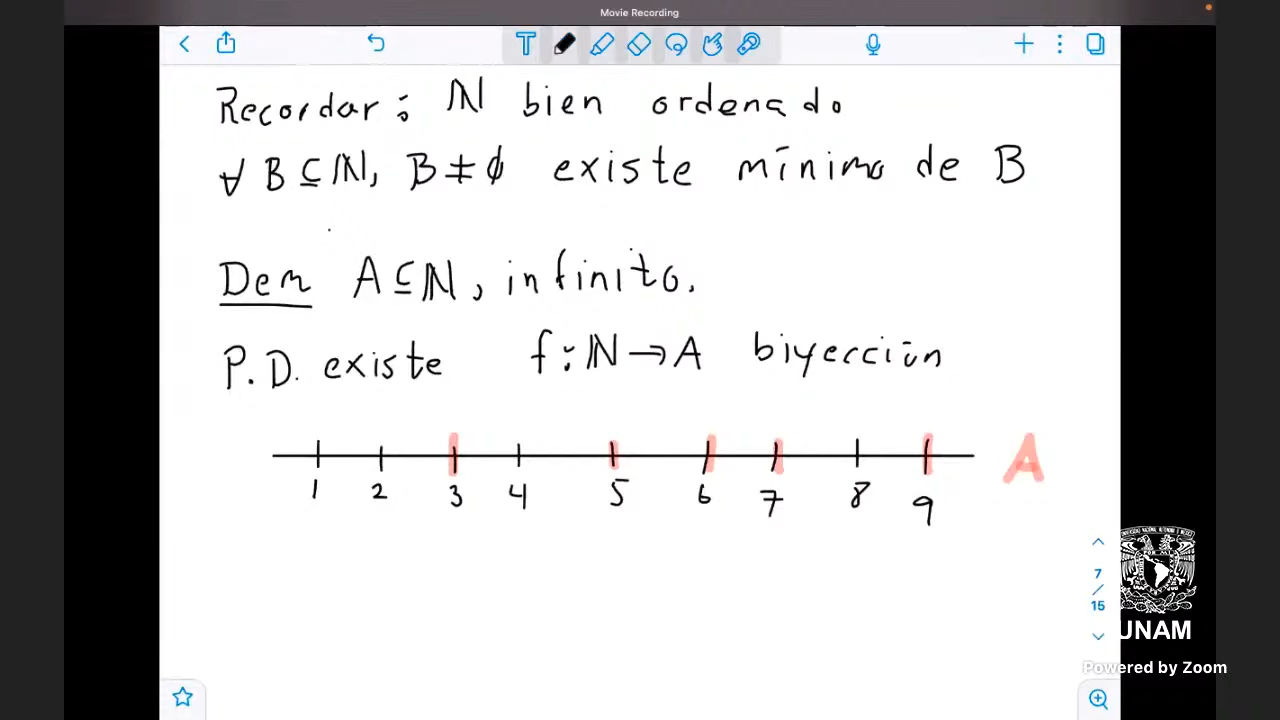 Movie Recording
Recordar: ℕ bien ordenado
∀ B ⊆ ℕ, B ≠ ∅ existe mínimo de B
Dem A ⊆ ℕ, infinito.
P.D. existe f: ℕ → A biyección
A
1 2 3 4 5 6 7 8 9
7
/
15
UNAM
Powered by Zoom